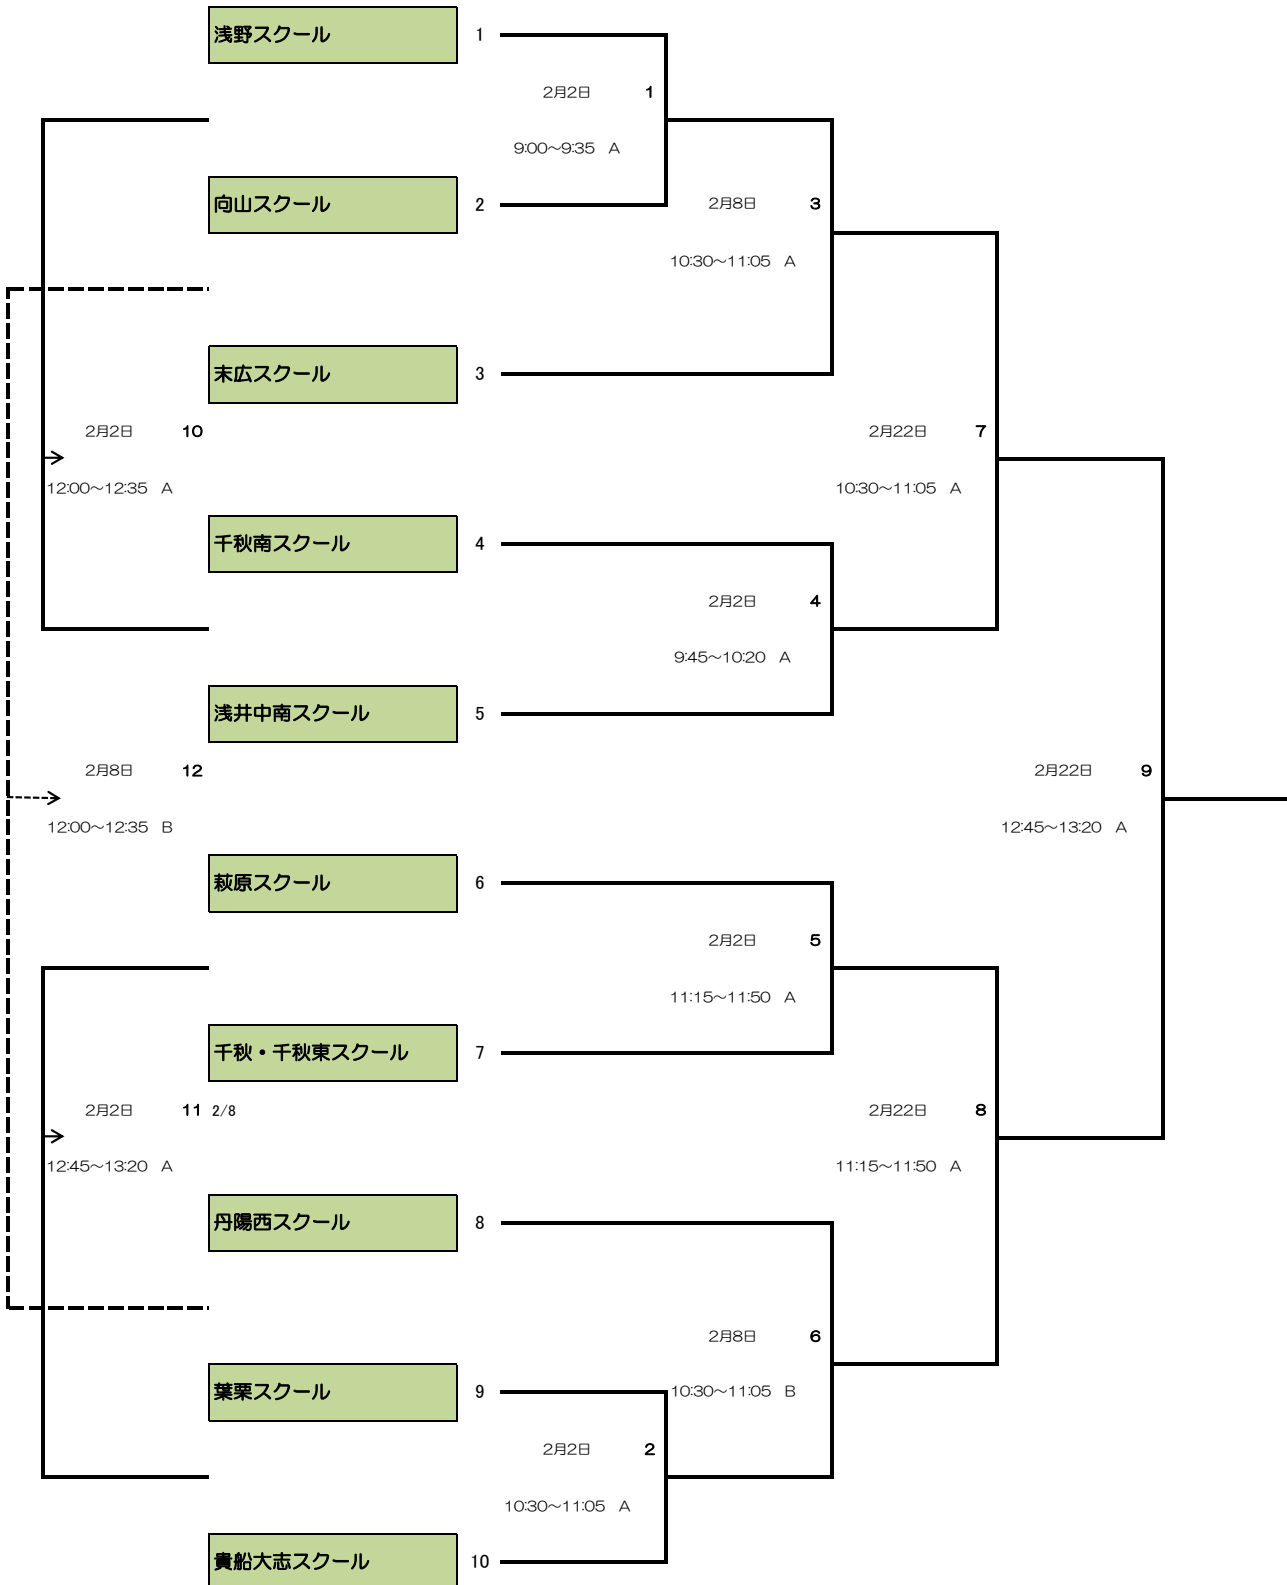 浅野スクール 1
2月2日 1
9:00～9:35 A
向山スクール 2
2月8日 3
10:30～11:05 A
末広スクール 3
2月2日 10
2月22日 7
12:00～12:35 A
10:30～11:05 A
千秋南スクール 4
2月2日 4
9:45～10:20 A
浅井中南スクール 5
2月8日 12
2月22日 9
12:00～12:35 B
12:45～13:20 A
萩原スクール 6
2月2日 5
11:15～11:50 A
千秋・千秋東スクール 7
2月2日 11 2/8
2月22日 8
12:45～13:20 A
11:15～11:50 A
丹陽西スクール 8
2月8日 6
葉栗スクール 9
10:30～11:05 B
2月2日 2
10:30～11:05 A
貴船大志スクール 10